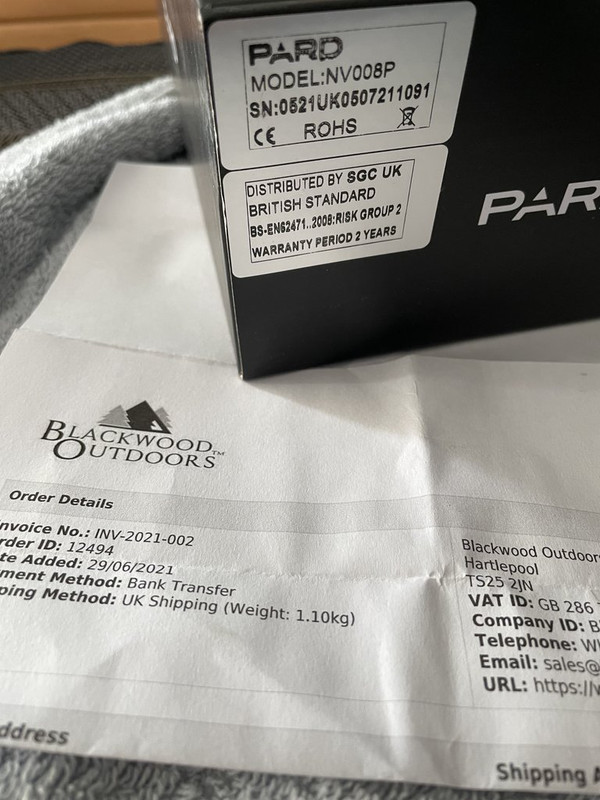 PARD
MODEL:NV008P
SN:0521UK0507211091
CE ROHS
DISTRIBUTED BY SGC UK
BRITISH STANDARD
BS-EN62471..2008:RISK GROUP 2
WARRANTY PERIOD 2 YEARS
PAR
BLACKWOOD
OUTDOORS™
Order Details
nvoice No.: INV-2021-002
rder ID: 12494
te Added: 29/06/2021
ment Method: Bank Transfer
ping Method: UK Shipping (Weight: 1.10kg)
Blackwood Outdoors
Hartlepool
TS25 2JN
VAT ID: GB 286
Company ID: B
Telephone: W
Email: sales@
URL: https://
ddress
Shipping A